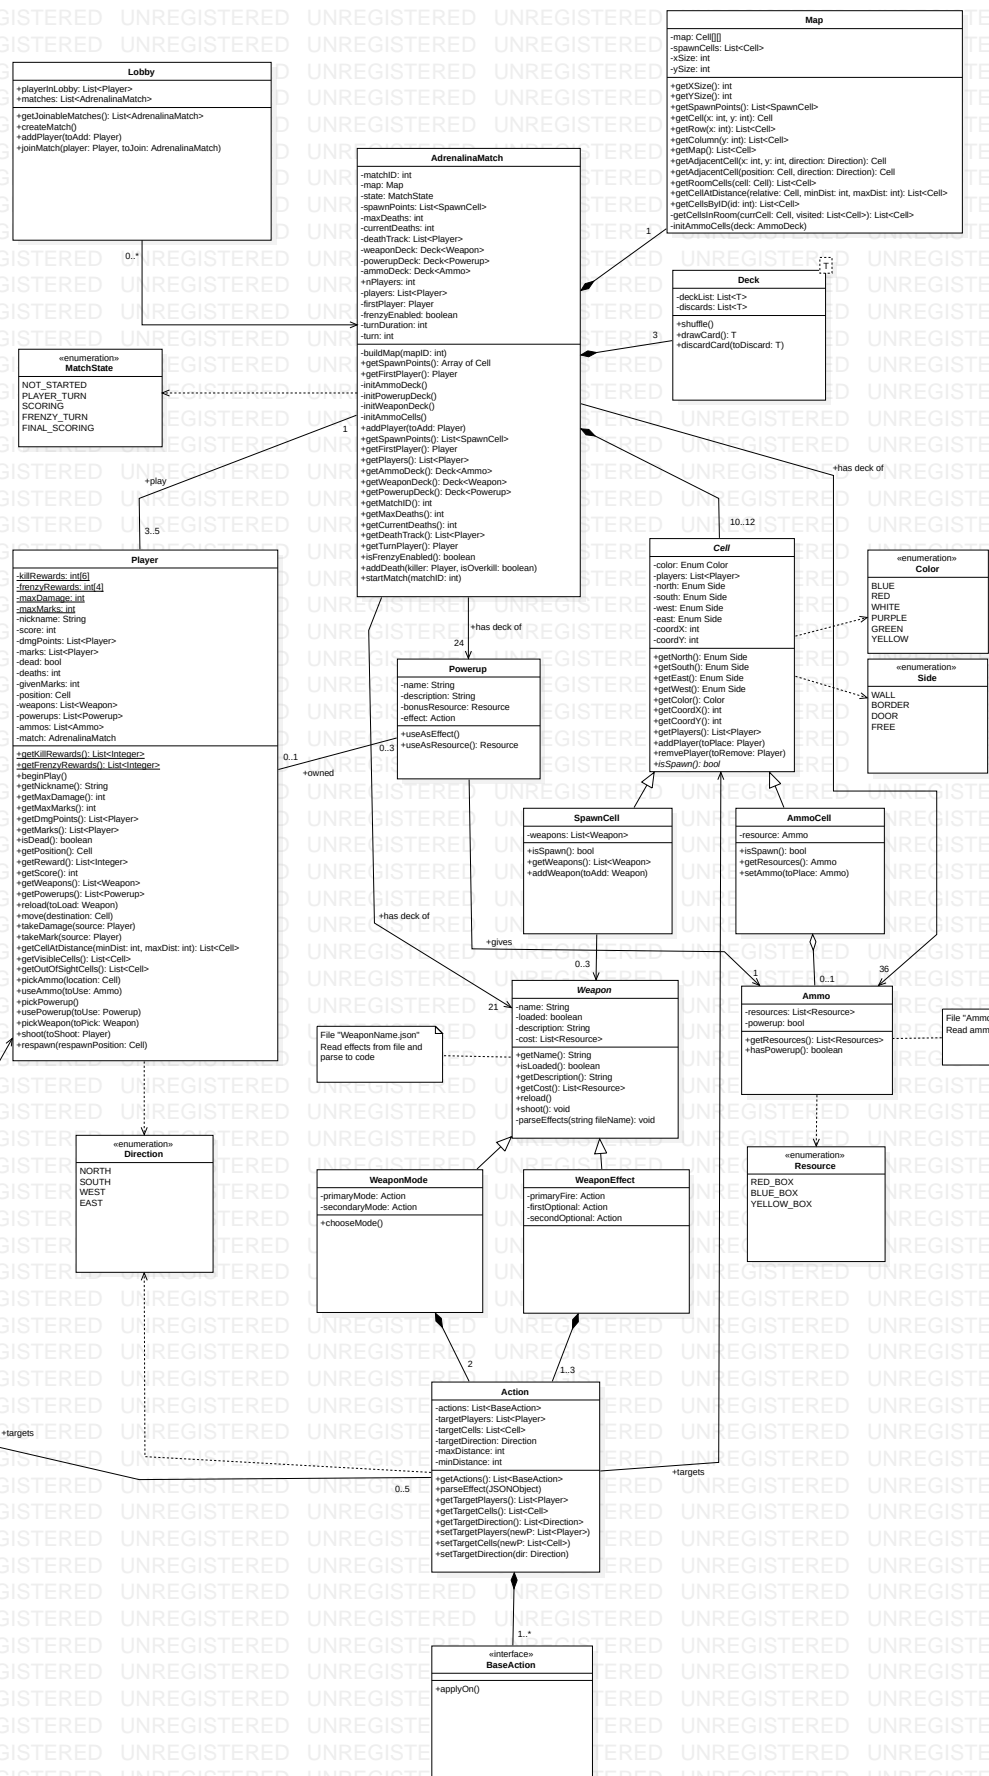 Map
-map: Cell[][]
-spawnCells: List<Cell>
-xSize: int
-ySize: int
+getXSize(): int
+getYSize(): int
+getSpawnPoints(): List<SpawnCell>
+getCell(x: int, y: int): Cell
+getRow(x: int): List<Cell>
+getColumn(y: int): List<Cell>
+getMap(): List<Cell>
+getAdjacentCell(x: int, y: int, direction: Direction): Cell
+getAdjacentCell(position: Cell, direction: Direction): Cell
+getRoomCells(cell: Cell): List<Cell>
+getCellAtDistance(relative: Cell, minDist: int, maxDist: int): List<Cell>
+getCellsByID(id: int): List<Cell>
-getCellsInRoom(currCell: Cell, visited: List<Cell>): List<Cell>
-initAmmoCells(deck: AmmoDeck)
Lobby
+playerInLobby: List<Player>
+matches: List<AdrenalinaMatch>
+getJoinableMatches(): List<AdrenalinaMatch>
+createMatch()
+addPlayer(toAdd: Player)
+joinMatch(player: Player, toJoin: AdrenalinaMatch)
0..*
AdrenalinaMatch
-matchID: int
-map: Map
-state: MatchState
-spawnPoints: List<SpawnCell>
-maxDeaths: int
-currentDeaths: int
-deathTrack: List<Player>
-weaponDeck: Deck<Weapon>
-powerupDeck: Deck<Powerup>
-ammoDeck: Deck<Ammo>
+nPlayers: int
-players: List<Player>
-firstPlayer: Player
-frenzyEnabled: boolean
-turnDuration: int
-turn: int
-buildMap(mapID: int)
+getSpawnPoints(): Array of Cell
+getFirstPlayer(): Player
-initAmmoDeck()
-initPowerupDeck()
-initWeaponDeck()
-initAmmoCells()
+addPlayer(toAdd: Player)
+getSpawnPoints(): List<SpawnCell>
+getFirstPlayer(): Player
+getPlayers(): List<Player>
+getAmmoDeck(): Deck<Ammo>
+getWeaponDeck(): Deck<Weapon>
+getPowerupDeck(): Deck<Powerup>
+getMatchID(): int
+getMaxDeaths(): int
+getCurrentDeaths(): int
+getDeathTrack(): List<Player>
+getTurnPlayer(): Player
+isFrenzyEnabled(): boolean
+addDeath(killer: Player, isOverkill: boolean)
+startMatch(matchID: int)
1
T
Deck
-deckList: List<T>
-discards: List<T>
+shuffle()
+drawCard(): T
+discardCard(toDiscard: T)
3
«enumeration»
MatchState
NOT_STARTED
PLAYER_TURN
SCORING
FRENZY_TURN
FINAL_SCORING
1
+play
3..5
+has deck of
10..12
Player
-killRewards: int[6]
-frenzyRewards: int[4]
-maxDamage: int
-maxMarks: int
-nickname: String
-score: int
-dmgPoints: List<Player>
-marks: List<Player>
-dead: bool
-deaths: int
-givenMarks: int
-position: Cell
-weapons: List<Weapon>
-powerups: List<Powerup>
-ammos: List<Ammo>
-match: AdrenalinaMatch
+getKillRewards(): List<Integer>
+getFrenzyRewards(): List<Integer>
+beginPlay()
+getNickname(): String
+getMaxDamage(): int
+getMaxMarks(): int
+getDmgPoints(): List<Player>
+getMarks(): List<Player>
+isDead(): boolean
+getPosition(): Cell
+getReward(): List<Integer>
+getScore(): int
+getWeapons(): List<Weapon>
+getPowerups(): List<Powerup>
+reload(toLoad: Weapon)
+move(destination: Cell)
+takeDamage(source: Player)
+takeMark(source: Player)
+getCellAtDistance(minDist: int, maxDist: int): List<Cell>
+getVisibleCells(): List<Cell>
+getOutOfSightCells(): List<Cell>
+pickAmmo(location: Cell)
+useAmmo(toUse: Ammo)
+pickPowerup()
+usePowerup(toUse: Powerup)
+pickWeapon(toPick: Weapon)
+shoot(toShoot: Player)
+respawn(respawnPosition: Cell)
Cell
-color: Enum Color
-players: List<Player>
-north: Enum Side
-south: Enum Side
-west: Enum Side
-east: Enum Side
-coordX: int
-coordY: int
+getNorth(): Enum Side
+getSouth(): Enum Side
+getEast(): Enum Side
+getWest(): Enum Side
+getColor(): Color
+getCoordX(): int
+getCoordY(): int
+getPlayers(): List<Player>
+addPlayer(toPlace: Player)
+remvePlayer(toRemove: Player)
+isSpawn(): bool
«enumeration»
Color
BLUE
RED
WHITE
PURPLE
GREEN
YELLOW
«enumeration»
Side
WALL
BORDER
DOOR
FREE
+has deck of
24
Powerup
-name: String
-description: String
-bonusResource: Resource
-effect: Action
+useAsEffect()
+useAsResource(): Resource
0..1
0..3
+owned
SpawnCell
-weapons: List<Weapon>
+isSpawn(): bool
+getWeapons(): List<Weapon>
+addWeapon(toAdd: Weapon)
AmmoCell
-resource: Ammo
+isSpawn(): bool
+getResources(): Ammo
+setAmmo(toPlace: Ammo)
+has deck of
+gives
0..3
1
0..1
36
21
Weapon
-name: String
-loaded: boolean
-description: String
-cost: List<Resource>
+getName(): String
+isLoaded(): boolean
+getDescription(): String
+getCost(): List<Resource>
+reload()
+shoot(): void
-parseEffects(string fileName): void
Ammo
-resources: List<Resource>
-powerup: bool
+getResources(): List<Resources>
+hasPowerup(): boolean
File "Ammo
Read amm
File "WeaponName.json"
Read effects from file and
parse to code
«enumeration»
Direction
NORTH
SOUTH
WEST
EAST
«enumeration»
Resource
RED_BOX
BLUE_BOX
YELLOW_BOX
WeaponMode
-primaryMode: Action
-secondaryMode: Action
+chooseMode()
WeaponEffect
-primaryFire: Action
-firstOptional: Action
-secondOptional: Action
2
1..3
Action
-actions: List<BaseAction>
-targetPlayers: List<Player>
-targetCells: List<Cell>
-targetDirection: Direction
-maxDistance: int
-minDistance: int
+getActions(): List<BaseAction>
+parseEffect(JSONObject)
+getTargetPlayers(): List<Player>
+getTargetCells(): List<Cell>
+getTargetDirection(): List<Direction>
+setTargetPlayers(newP: List<Player>)
+setTargetCells(newP: List<Cell>)
+setTargetDirection(dir: Direction)
+targets
0..5
+targets
1..*
«interface»
BaseAction
+applyOn()
UNREGISTERED